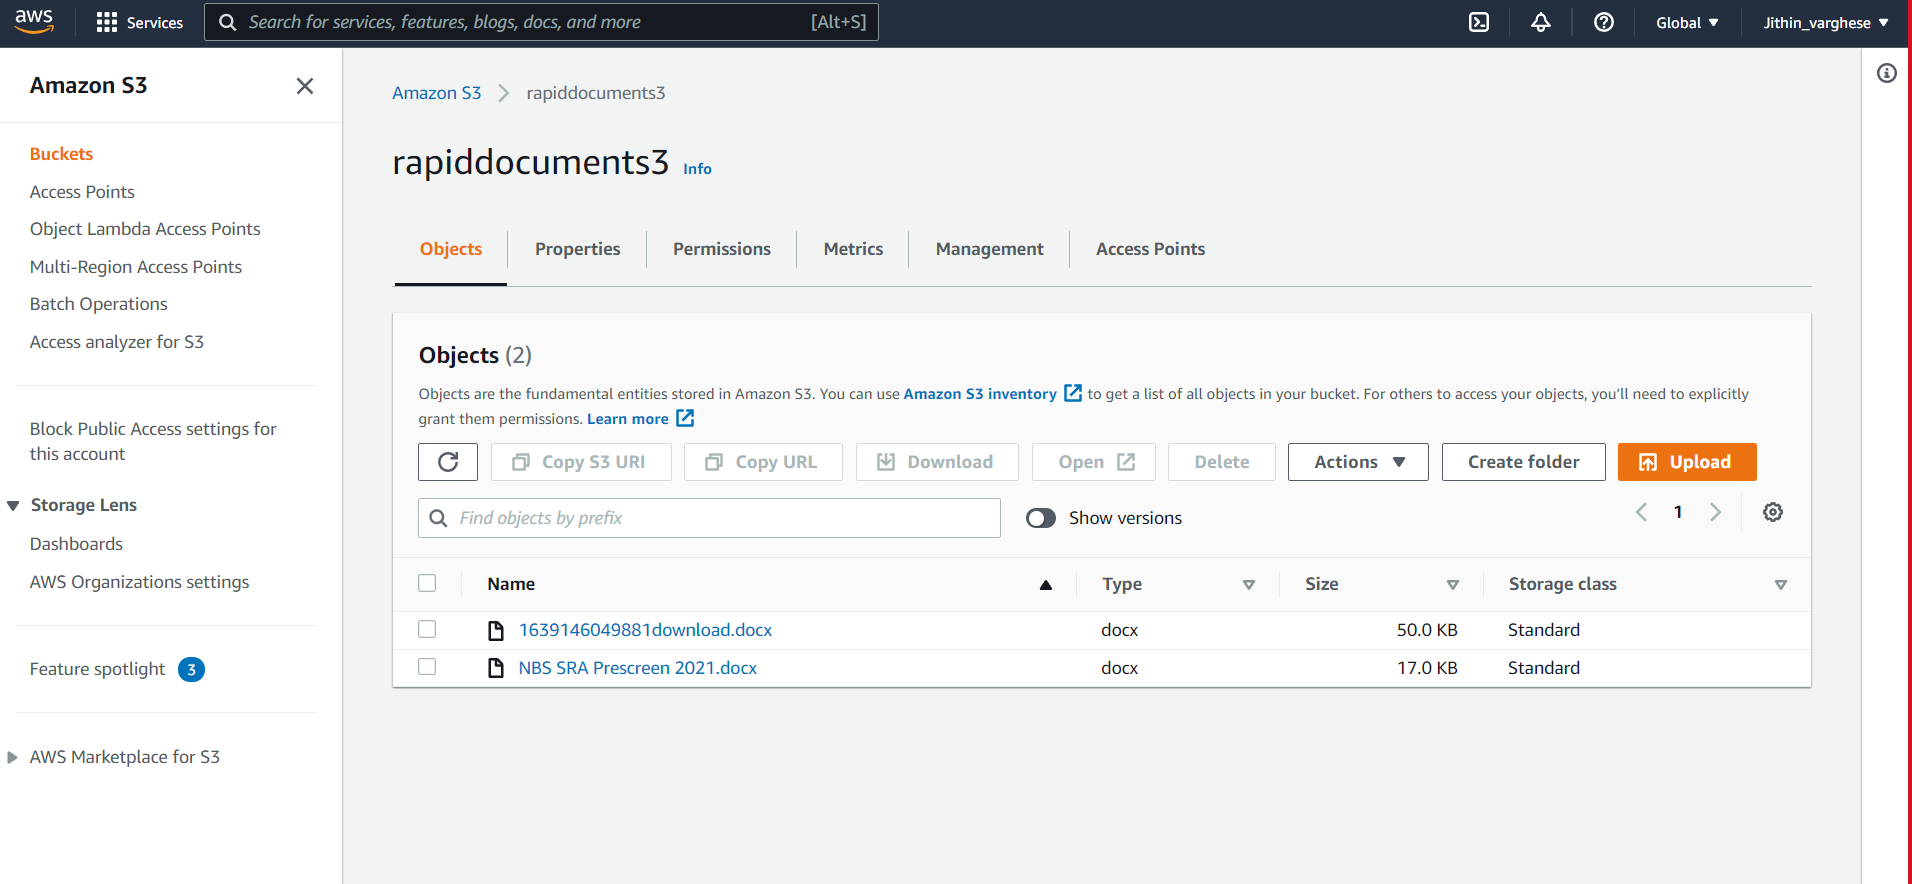 aws
Services
Search for services, features, blogs, docs, and more
[Alt+S]
Global
Jithin_varghese
Amazon S3
Buckets
Access Points
Object Lambda Access Points
Multi-Region Access Points
Batch Operations
Access analyzer for S3
Block Public Access settings for
this account
Storage Lens
Dashboards
AWS Organizations settings
Feature spotlight 3
AWS Marketplace for S3
Amazon S3 rapiddocuments3
rapiddocuments3 Info
Objects Properties Permissions Metrics Management Access Points
Objects (2)
Objects are the fundamental entities stored in Amazon S3. You can use Amazon S3 inventory to get a list of all objects in your bucket. For others to access your objects, you’ll need to explicitly
grant them permissions. Learn more
Copy S3 URI Copy URL Download Open Delete Actions Create folder Upload
Find objects by prefix Show versions 1
Name Type Size Storage class
1639146049881download.docx docx 50.0 KB Standard
NBS SRA Prescreen 2021.docx docx 17.0 KB Standard